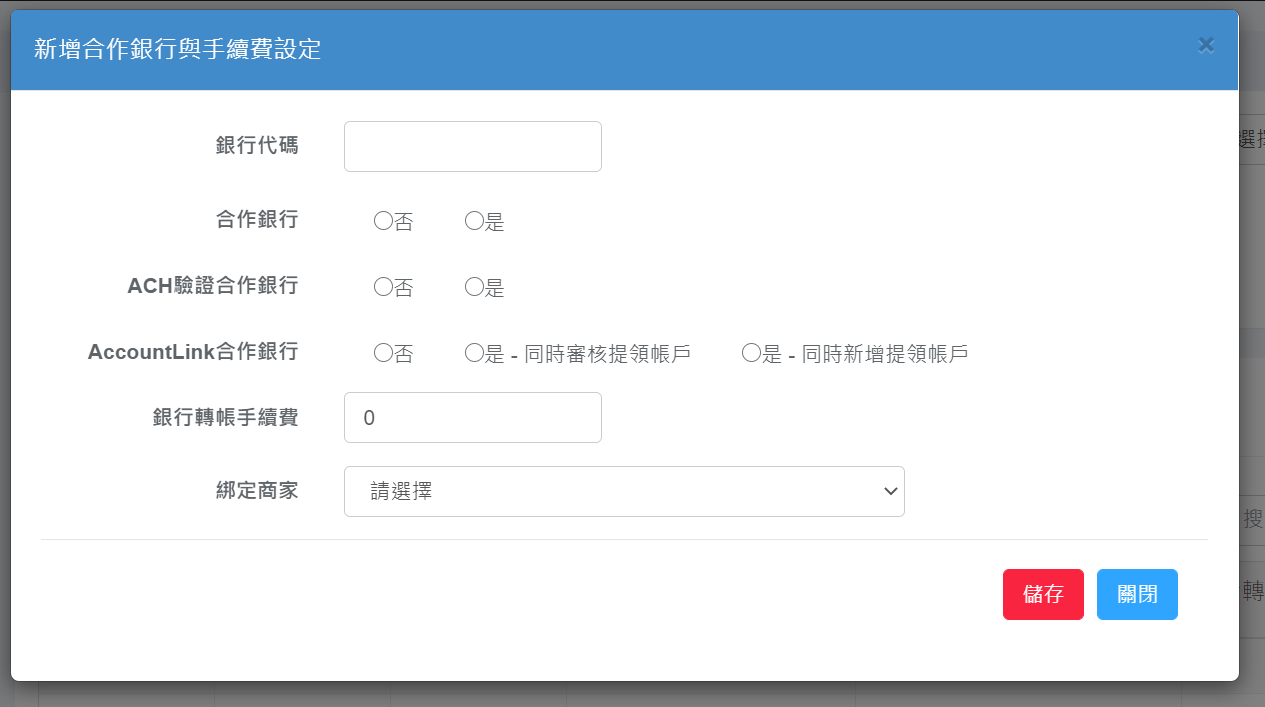 新增合作銀行與手續費設定
×
銀行代碼
合作銀行 否 是
ACH驗證合作銀行 否 是
AccountLink合作銀行 否 是 - 同時審核提領帳戶 是 - 同時新增提領帳戶
銀行轉帳手續費 0
綁定商家 請選擇
儲存 關閉
選擇
搜
轉